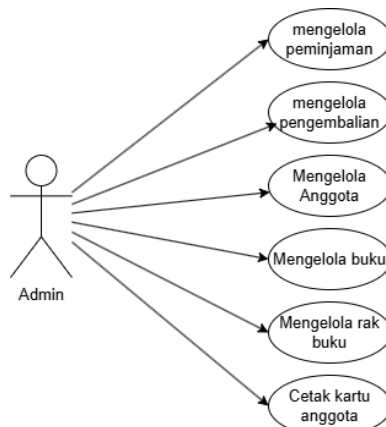 mengelola
peminjaman
mengelola
pengembalian
Mengelola
Anggota
Mengelola buku
Mengelola rak
buku
Cetak kartu
anggota
Admin